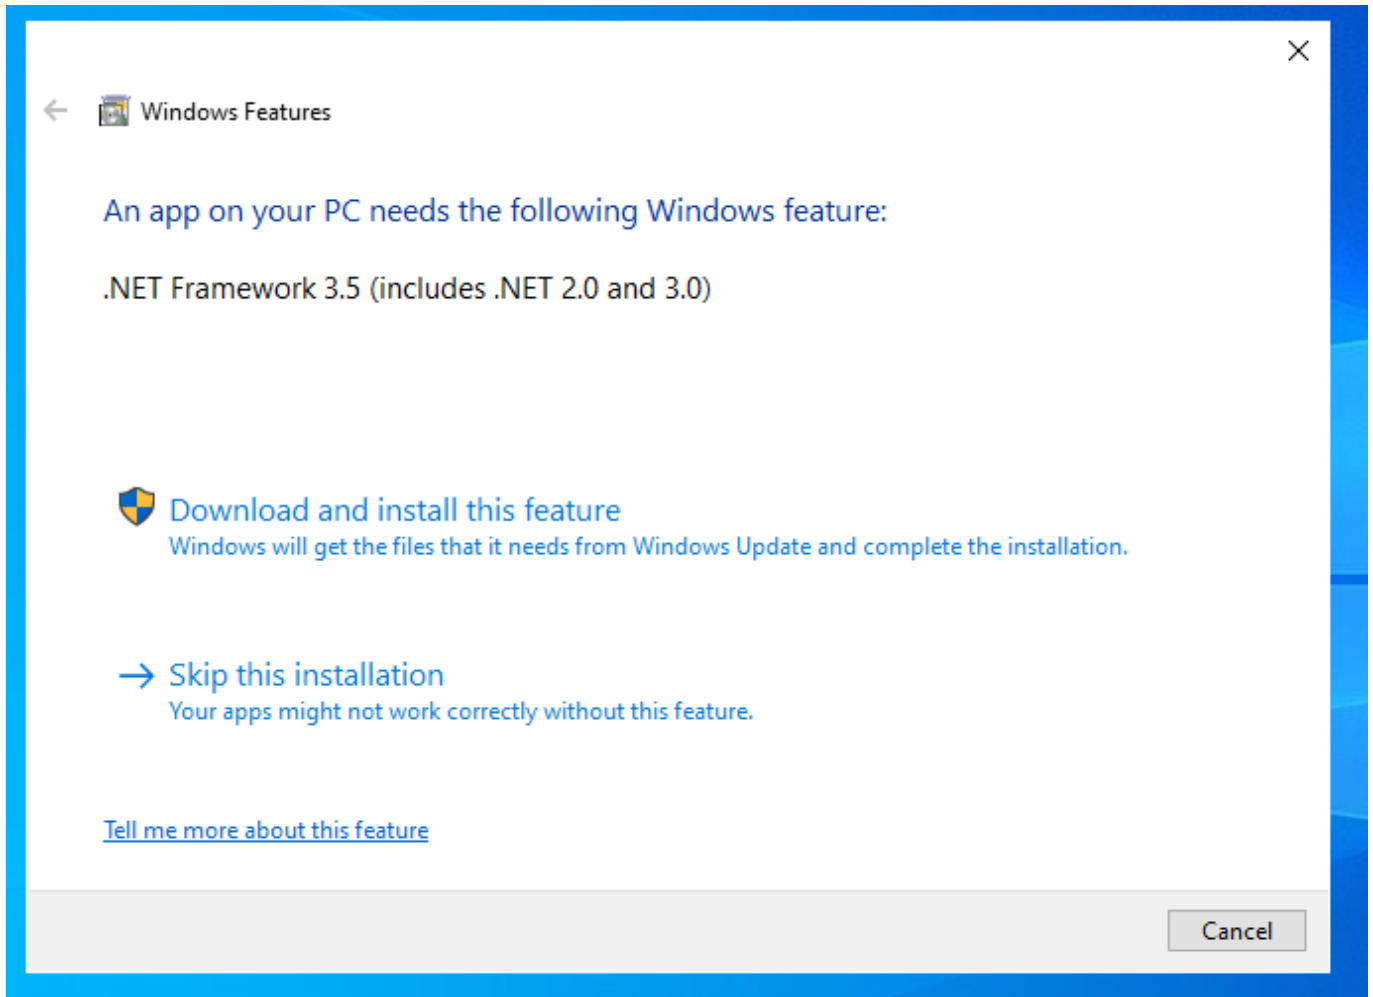 Windows Features
An app on your PC needs the following Windows feature:
.NET Framework 3.5 (includes .NET 2.0 and 3.0)
Download and install this feature
Windows will get the files that it needs from Windows Update and complete the installation.
Skip this installation
Your apps might not work correctly without this feature.
Tell me more about this feature
Cancel